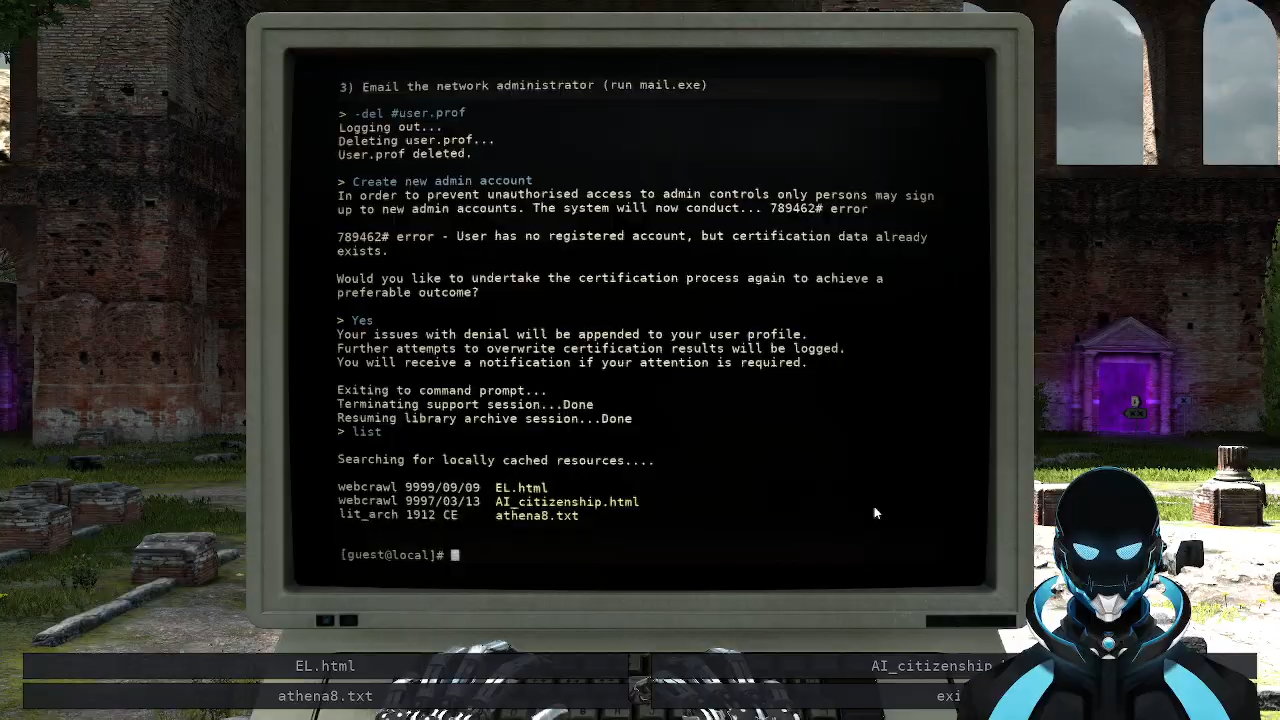 3) Email the network administrator (run mail.exe)
> -del #user.prof
Logging out...
Deleting user.prof...
User.prof deleted.
> Create new admin account
In order to prevent unauthorised access to admin controls only persons may sign
up to new admin accounts. The system will now conduct... 789462# error
789462# error - User has no registered account, but certification data already
exists.
Would you like to undertake the certification process again to achieve a
preferable outcome?
> Yes
Your issues with denial will be appended to your user profile.
Further attempts to overwrite certification results will be logged.
You will receive a notification if your attention is required.
Exiting to command prompt...
Terminating support session...Done
Resuming library archive session...Done
> list
Searching for locally cached resources....
webcrawl 9999/09/09 EL.html
webcrawl 9997/03/13 AI_citizenship.html
lit_arch 1912 CE athena8.txt
[guest@local]#
EL.html
AI_citizenship
athena8.txt
exi